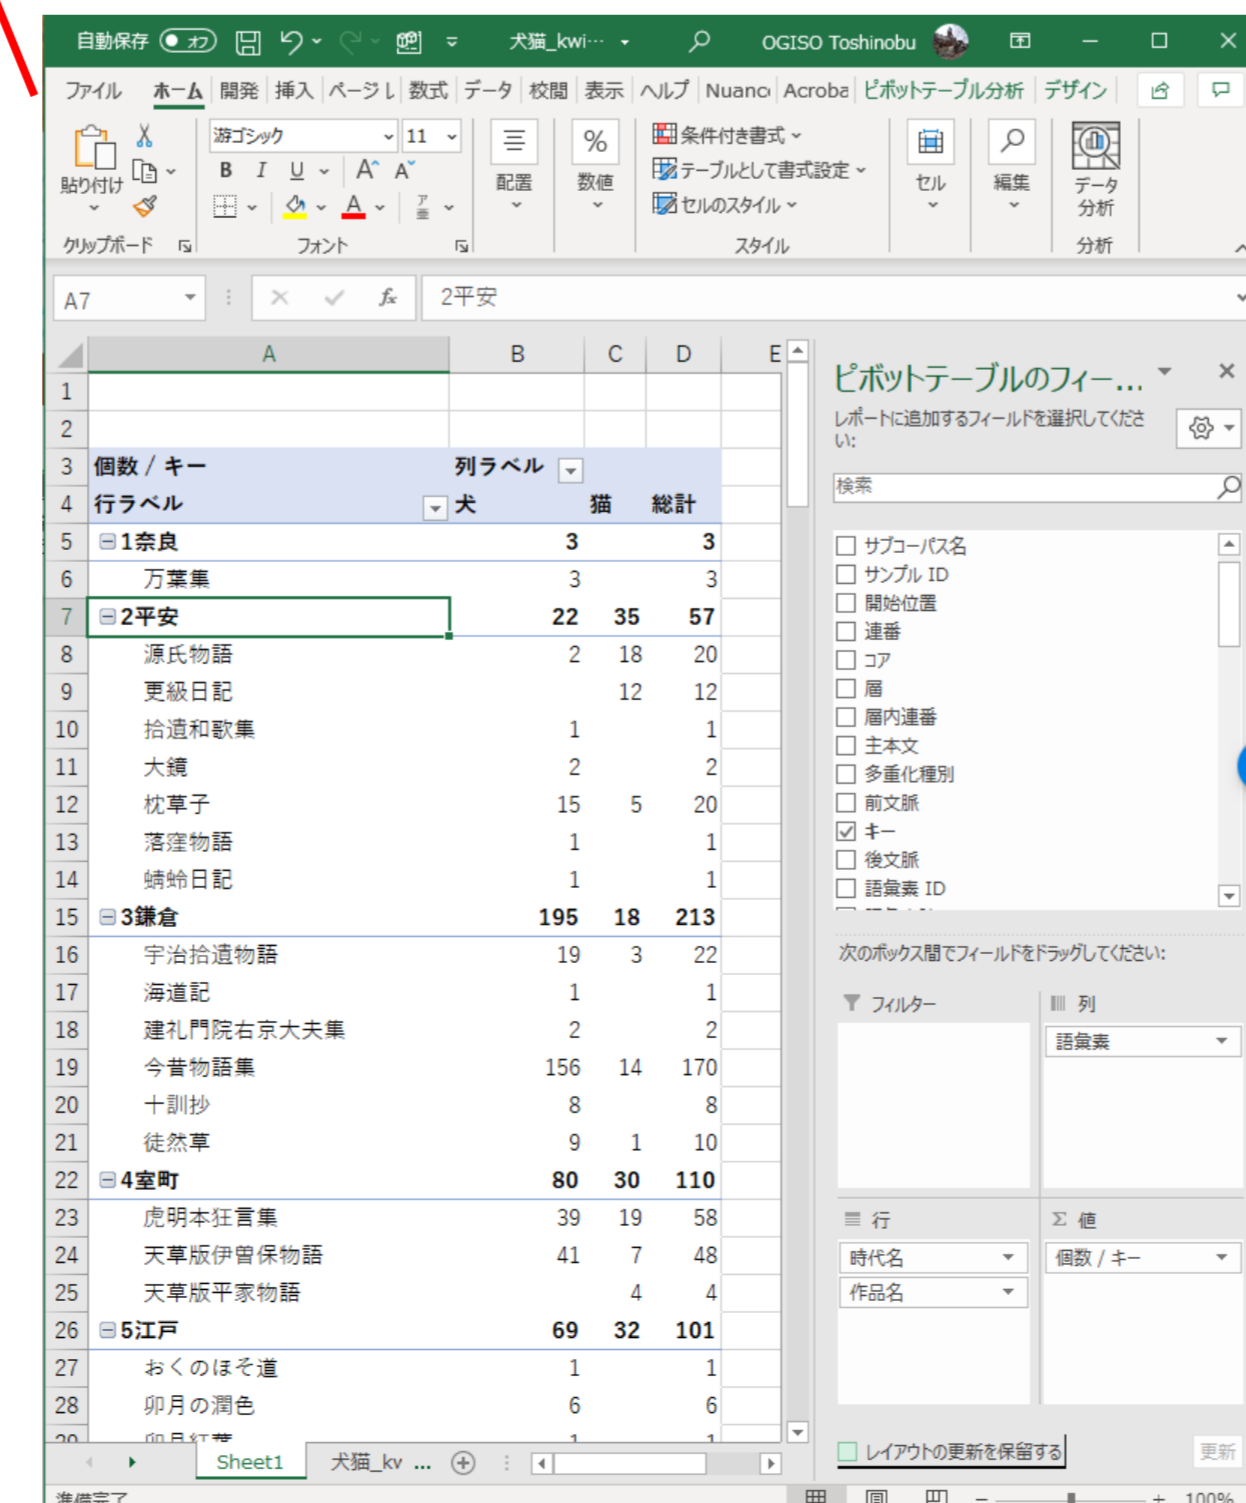 自動保存 オフ 犬猫_kwi… OGISO Toshinobu
ファイル ホーム 開発 挿入 ページ レ 数式 データ 校閲 表示 ヘルプ Nuanc Acroba ピボットテーブル分析 デザイン
貼り付け 游ゴシック 11 B I U A A A ア亜 配置 % 数値 条件付き書式 テーブルとして書式設定 セルのスタイル セル 編集 データ分析
クリップボード フォント スタイル 分析
A7 fx 2平安
A B C D E
1
2
3 個数 / キー 列ラベル
4 行ラベル 犬 猫 総計
5 1奈良 3 3
6 万葉集 3 3
7 2平安 22 35 57
8 源氏物語 2 18 20
9 更級日記 12 12
10 拾遺和歌集 1 1
11 大鏡 2 2
12 枕草子 15 5 20
13 落窪物語 1 1
14 蜻蛉日記 1 1
15 3鎌倉 195 18 213
16 宇治拾遺物語 19 3 22
17 海道記 1 1
18 建礼門院右京大夫集 2 2
19 今昔物語集 156 14 170
20 十訓抄 8 8
21 徒然草 9 1 10
22 4室町 80 30 110
23 虎明本狂言集 39 19 58
24 天草版伊曽保物語 41 7 48
25 天草版平家物語 4 4
26 5江戸 69 32 101
27 おくのほそ道 1 1
28 卯月の潤色 6 6
29 卯月紅葉 1 1
Sheet1 犬猫_kv ...
準備完了 100%
ピボットテーブルのフィー...
レポートに追加するフィールドを選択してくださ
い:
検索
サブコーパス名
サンプル ID
開始位置
連番
コア
層
層内連番
主本文
多重化種別
前文脈
キー
後文脈
語彙素 ID
次のボックス間でフィールドをドラッグしてください:
フィルター
列
語彙素
行
時代名
作品名
Σ 値
個数 / キー
レイアウトの更新を保留する 更新